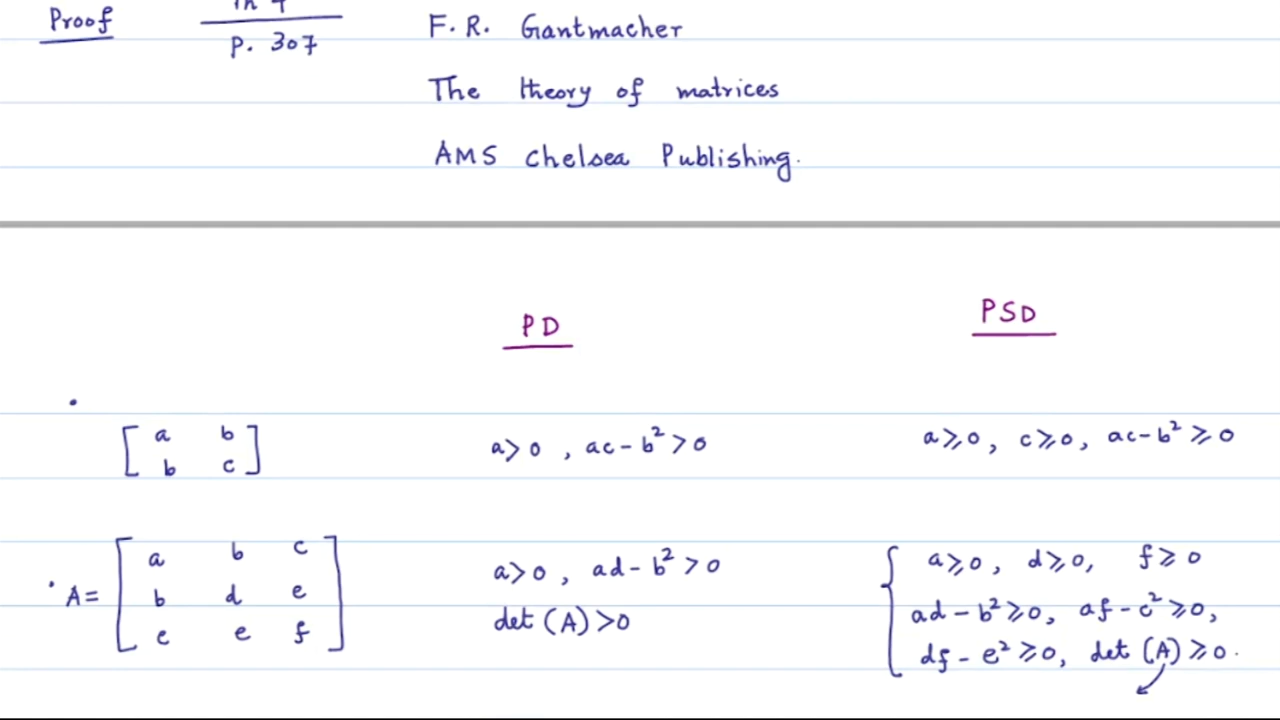 Proof
p. 307
F. R. Gantmacher
The theory of matrices
AMS Chelsea Publishing.
PD
PSD
[ a b
b c ]
a>0 , ac-b²>0
a⩾0, c⩾0, ac-b²⩾0
A= [ a b c
b d e
e e f ]
a>0 , ad-b²>0
det (A)>0
a⩾0, d⩾0, f⩾0
ad-b²⩾0, af-c²⩾0,
df-e²⩾0, det (A)⩾0.